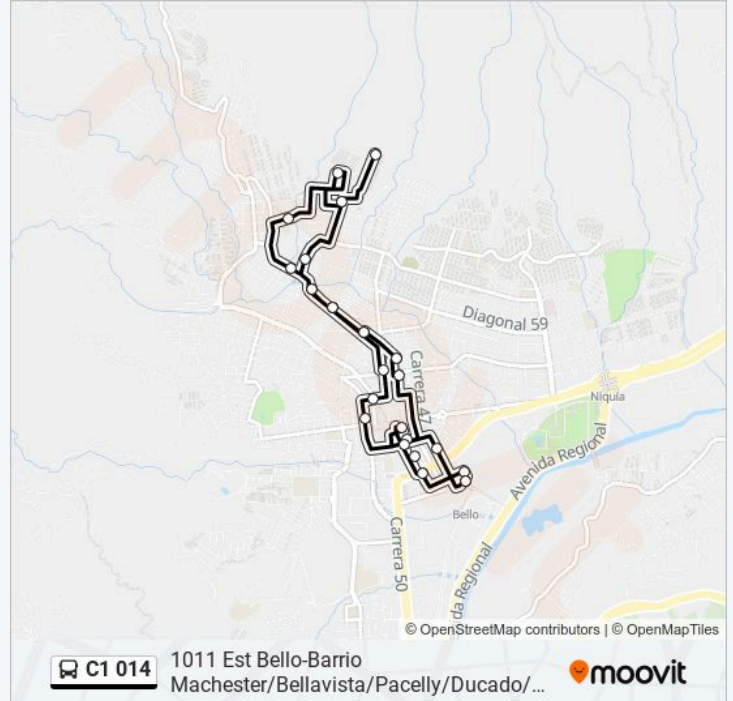 Diagonal 59
Carrera 47
Niquía
Avenida Regional
Bello
Carrera 50
da Regional
© OpenStreetMap contributors | © OpenMapTiles
C1 014
1011 Est Bello-Barrio
Machester/Bellavista/Pacelly/Ducado/…
moovit